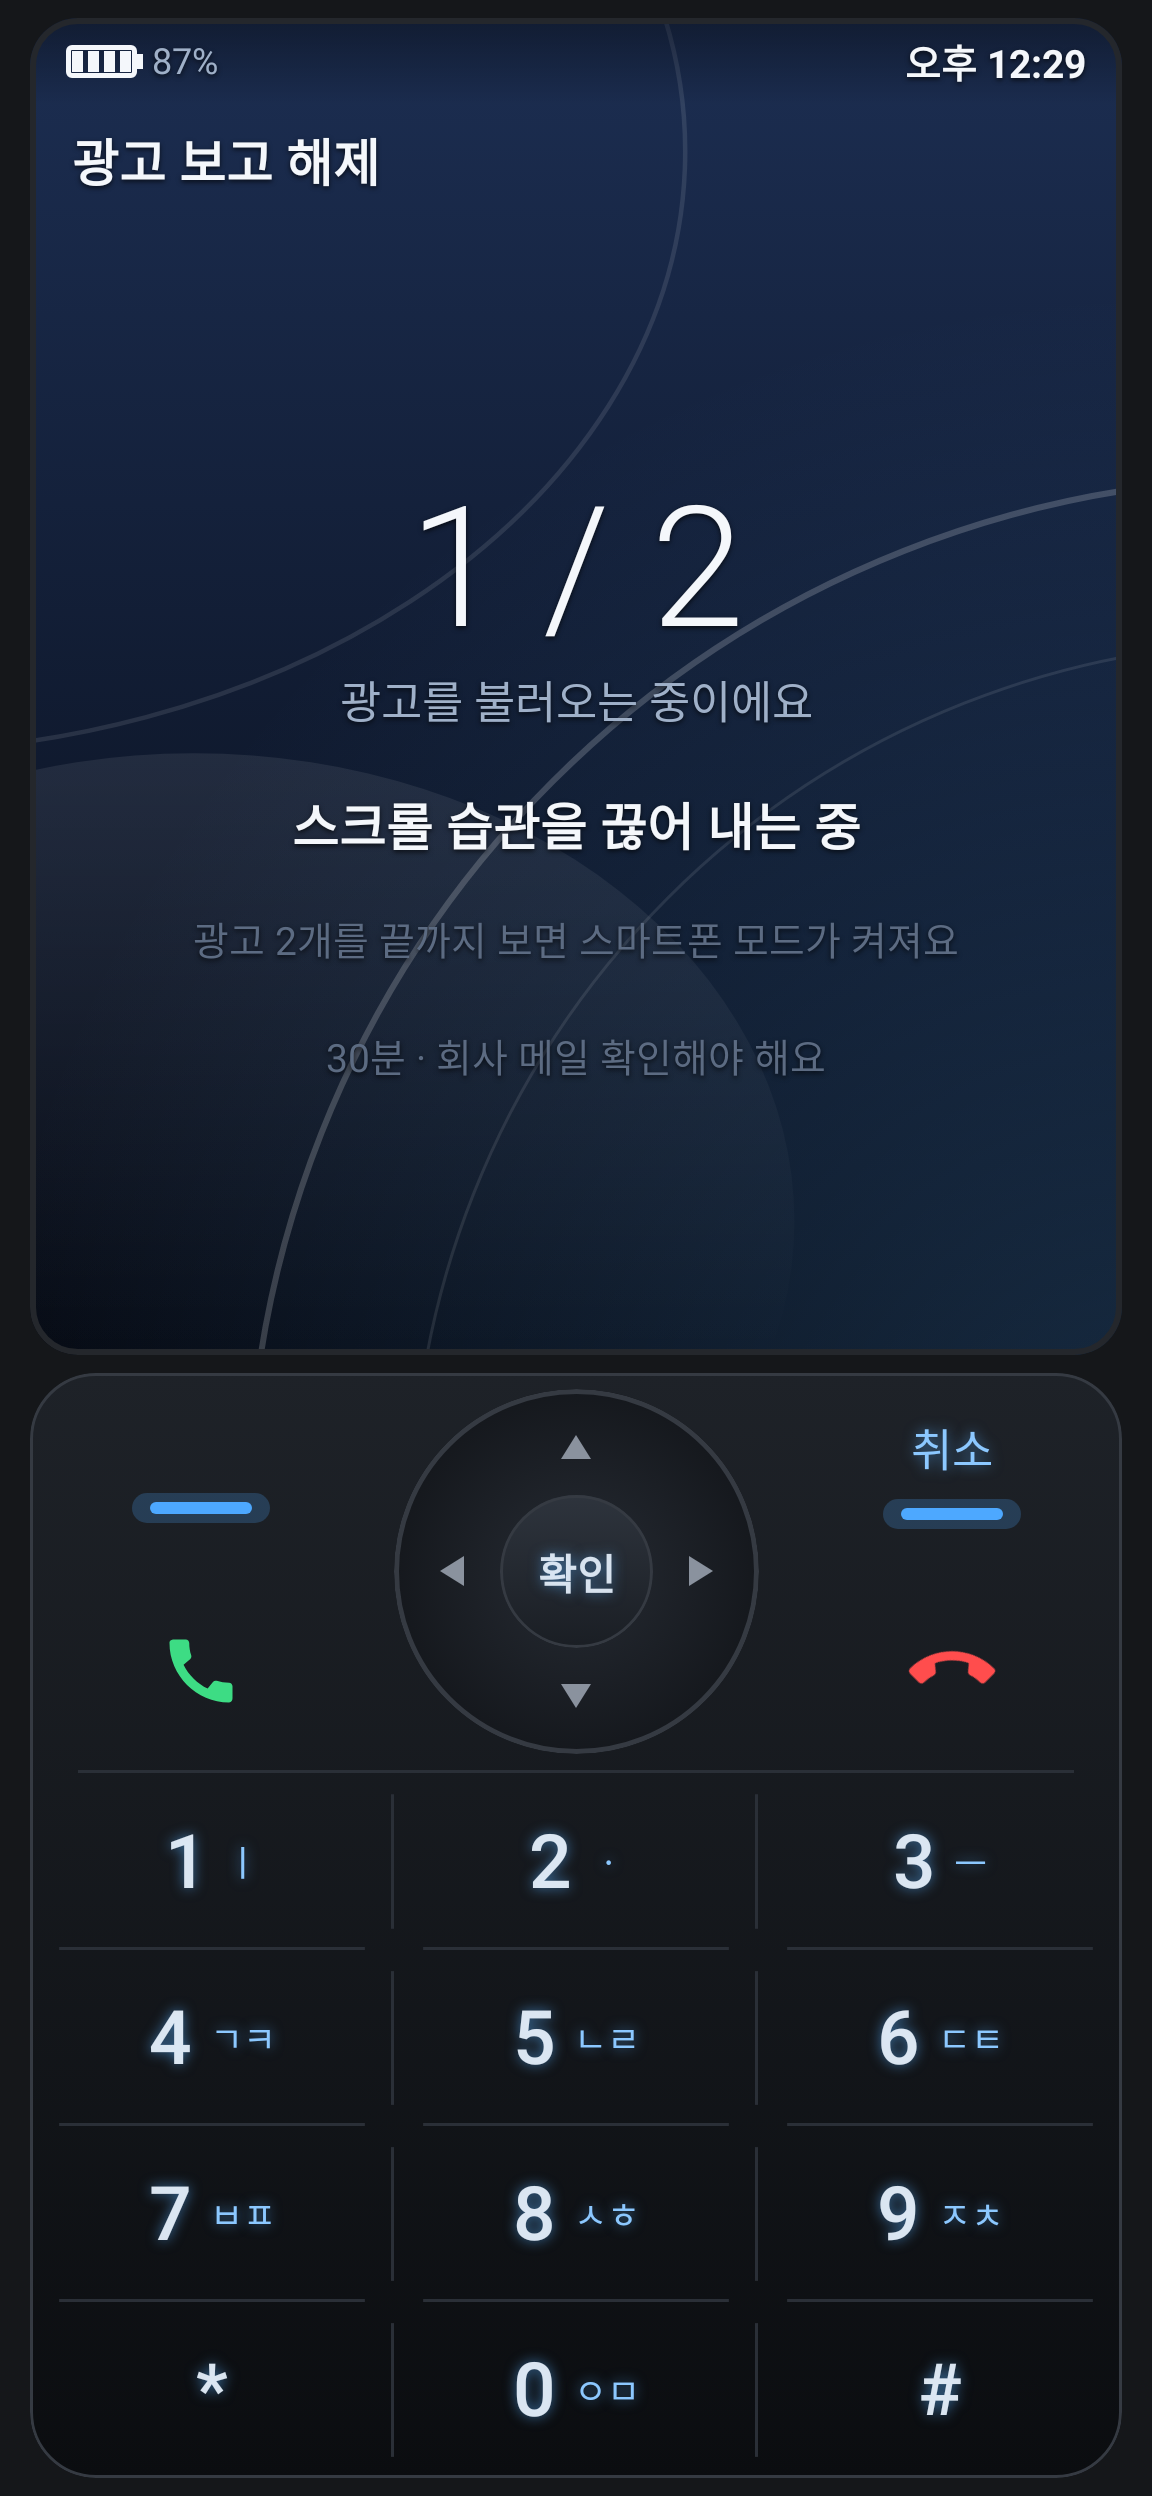 87% 오후 12:29
광고 보고 해제
1 / 2
광고를 불러오는 중이에요
스크롤 습관을 끊어 내는 중
광고 2개를 끝까지 보면 스마트폰 모드가 켜져요
30분 · 회사 메일 확인해야 해요
취소
확인
1 ㅣ 2 · 3 ㅡ
4 ㄱㅋ 5 ㄴㄹ 6 ㄷㅌ
7 ㅂㅍ 8 ㅅㅎ 9 ㅈㅊ
* 0 ㅇㅁ #